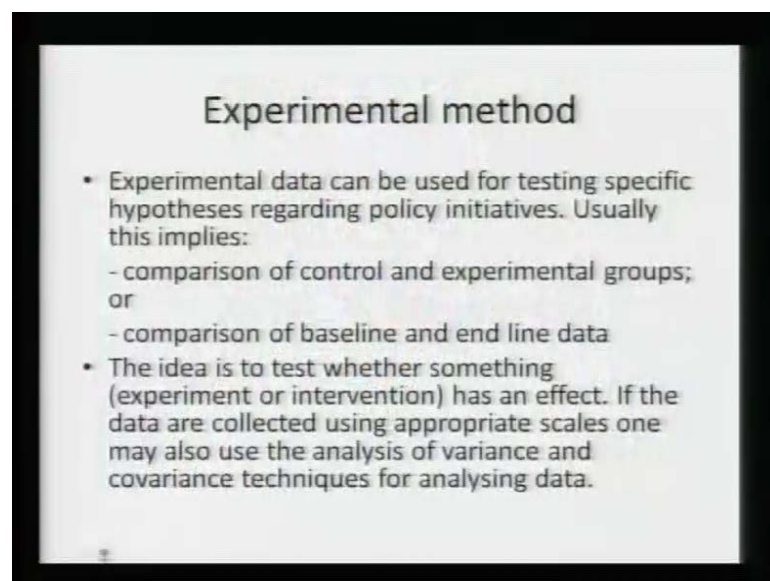 Experimental method
• Experimental data can be used for testing specific
hypotheses regarding policy initiatives. Usually
this implies:
- comparison of control and experimental groups;
or
- comparison of baseline and end line data
• The idea is to test whether something
(experiment or intervention) has an effect. If the
data are collected using appropriate scales one
may also use the analysis of variance and
covariance techniques for analysing data.